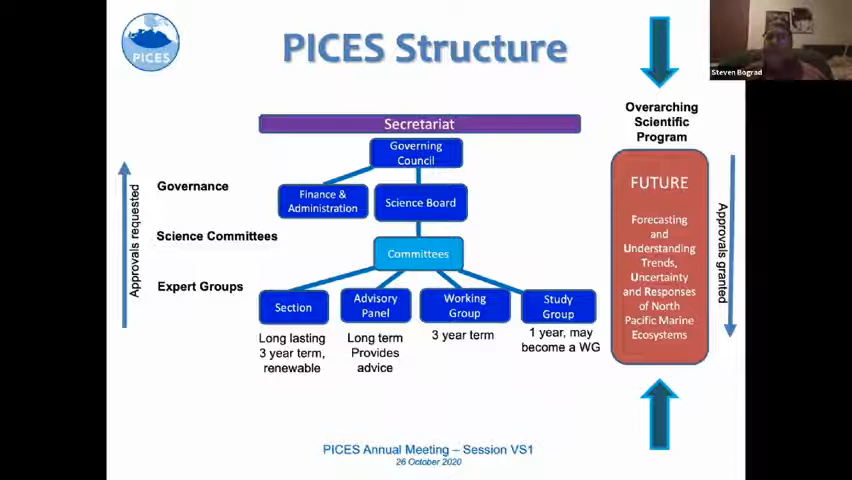 PICES
PICES Structure
Steven Bograd
Overarching
Scientific
Program
Secretariat
Governing
Council
Governance
Finance &
Administration
Science Board
Science Committees
Committees
Expert Groups
Section
Advisory
Panel
Working
Group
Study
Group
Long lasting
3 year term,
renewable
Long term
Provides
advice
3 year term
1 year, may
become a WG
Approvals requested
FUTURE
Forecasting
and
Understanding
Trends,
Uncertainty
and Responses
of North
Pacific Marine
Ecosystems
Approvals granted
PICES Annual Meeting – Session VS1
26 October 2020